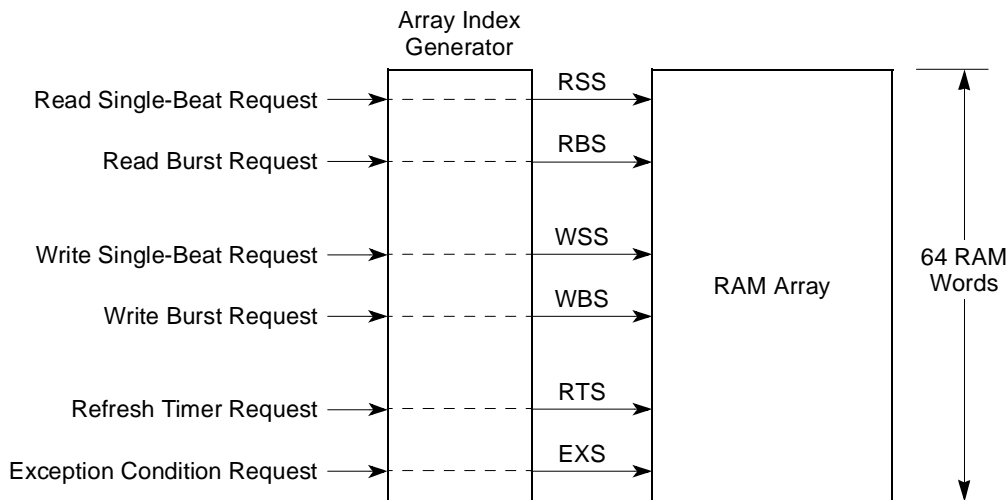 Array Index
Generator
Read Single-Beat Request
RSS
Read Burst Request
RBS
Write Single-Beat Request
WSS
Write Burst Request
WBS
RAM Array
64 RAM
Words
Refresh Timer Request
RTS
Exception Condition Request
EXS